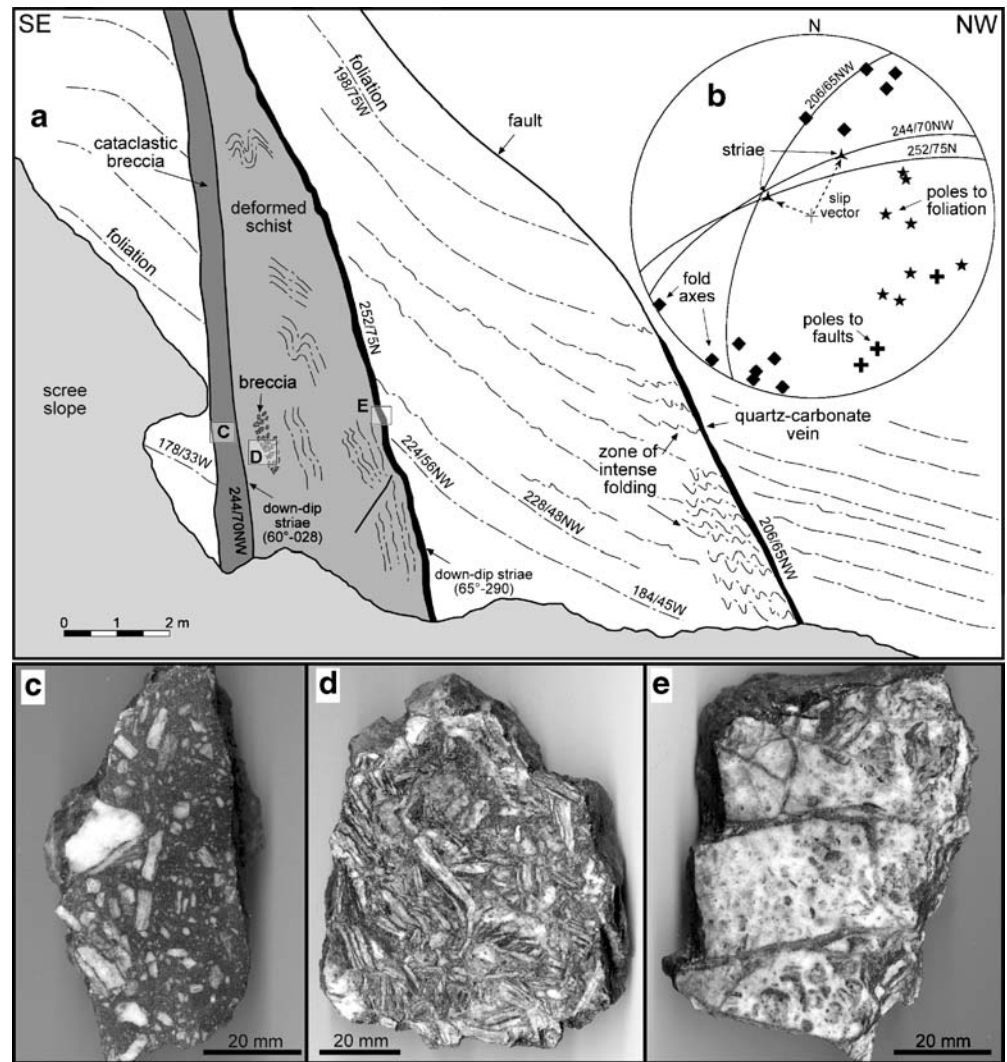 SE
NW
a
foliation
198/75W
fault
cataclastic
breccia
deformed
schist
foliation
252/75N
breccia
E
C
D
scree
slope
178/33W
244/70NW
down-dip
striae
(60°-028)
224/56NW
228/48NW
184/45W
down-dip striae
(65°-290)
zone of
intense
folding
quartz-carbonate
vein
206/65NW
0 1 2 m
b
N
206/65NW
244/70NW
252/75N
striae
slip
vector
poles to
foliation
fold
axes
poles to
faults
c
20 mm
d
20 mm
e
20 mm